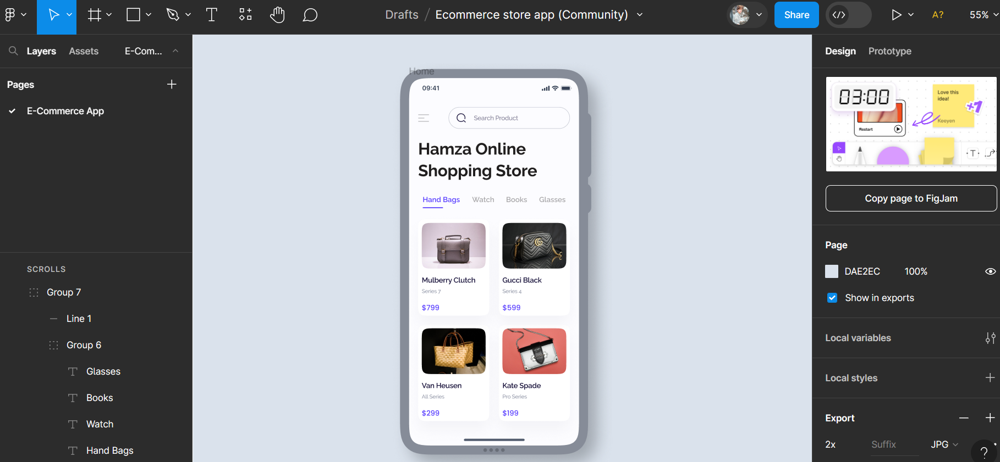 Drafts / Ecommerce store app (Community)
Share
A?
55%
Layers
Assets
E-Com...
Pages
E-Commerce App
SCROLLS
Group 7
Line 1
Group 6
Glasses
Books
Watch
Hand Bags
Home
09:41
Search Product
Hamza Online
Shopping Store
Hand Bags
Watch
Books
Glasses
Mulberry Clutch
Series 7
$799
Gucci Black
Series 4
$599
Van Heusen
All Series
$299
Kate Spade
Pro Series
$199
Design
Prototype
03:00
Restart
Love this
idea!
+1
Keeyen
T
Copy page to FigJam
Page
DAE2EC
100%
Show in exports
Local variables
Local styles
Export
2x
Suffix
JPG
?